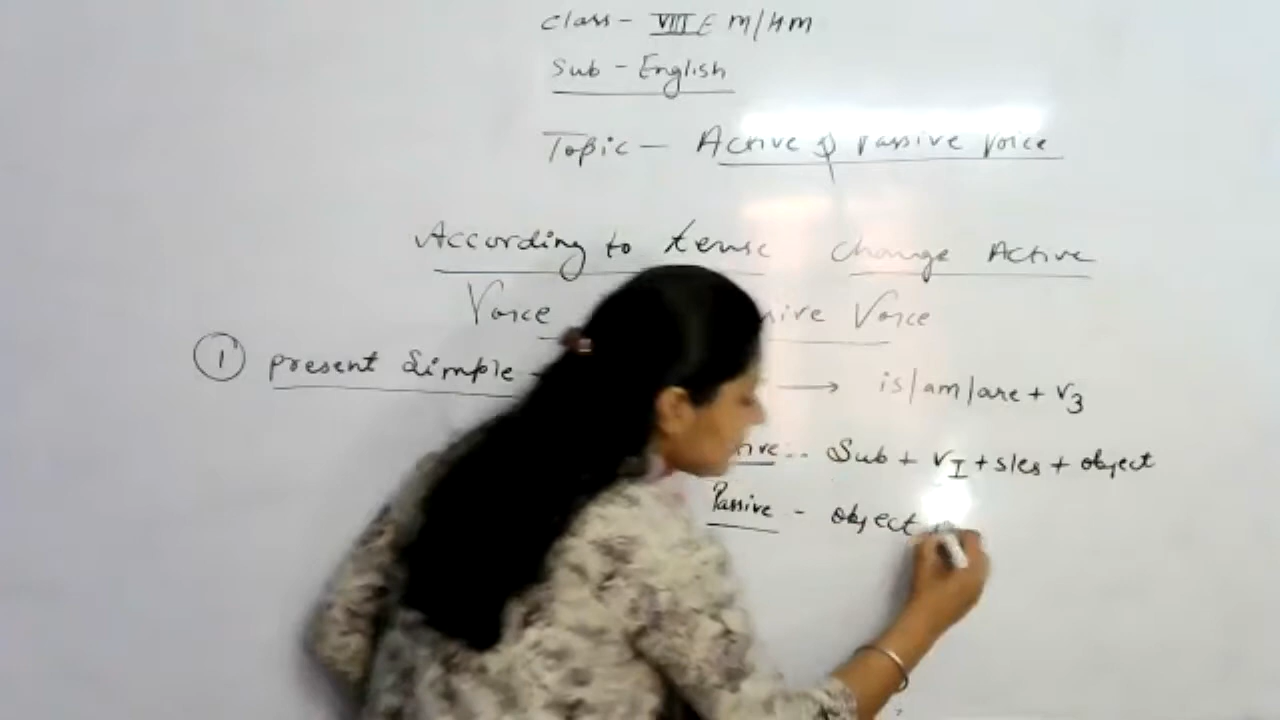 Class - VIII E M/HM
Sub - English
Topic - Active & Passive Voice
According to tense change Active
Voice Voice
① present Simple → is/am/are + V3
Sub + VI + s/es + object
Passive - object